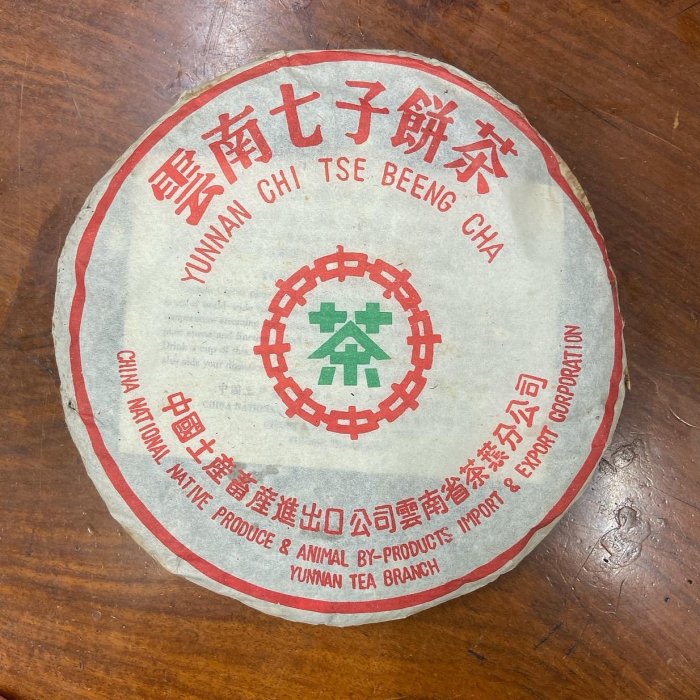 雲南七子餅茶
YUNNAN CHI TSE BEENG CHA
茶
中國土產畜產進出口公司雲南省茶葉分公司
CHINA NATIONAL NATIVE PRODUCE & ANIMAL BY-PRODUCTS IMPORT & EXPORT CORPORATION
YUNNAN TEA BRANCH